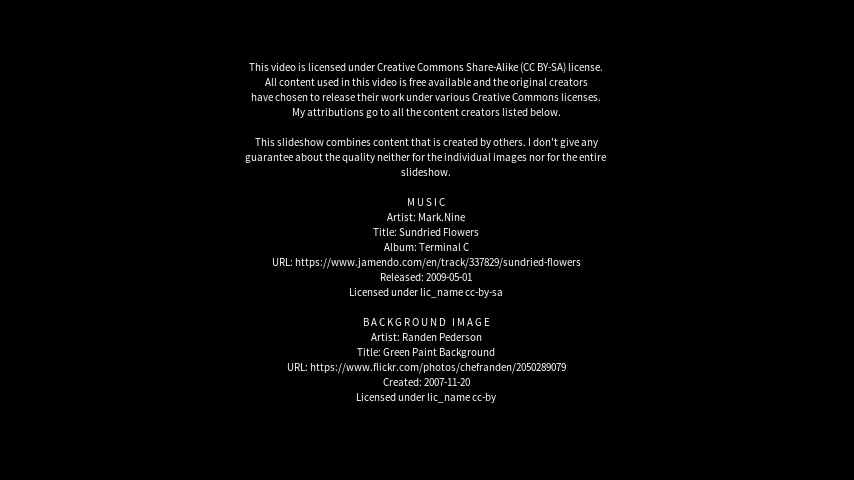 This video is licensed under Creative Commons Share-Alike (CC BY-SA) license.
All content used in this video is free available and the original creators
have chosen to release their work under various Creative Commons licenses.
My attributions go to all the content creators listed below.
This slideshow combines content that is created by others. I don't give any
guarantee about the quality neither for the individual images nor for the entire
slideshow.
M U S I C
Artist: Mark.Nine
Title: Sundried Flowers
Album: Terminal C
URL: https://www.jamendo.com/en/track/337829/sundried-flowers
Released: 2009-05-01
Licensed under lic_name cc-by-sa
B A C K G R O U N D   I M A G E
Artist: Randen Pederson
Title: Green Paint Background
URL: https://www.flickr.com/photos/chefranden/2050289079
Created: 2007-11-20
Licensed under lic_name cc-by